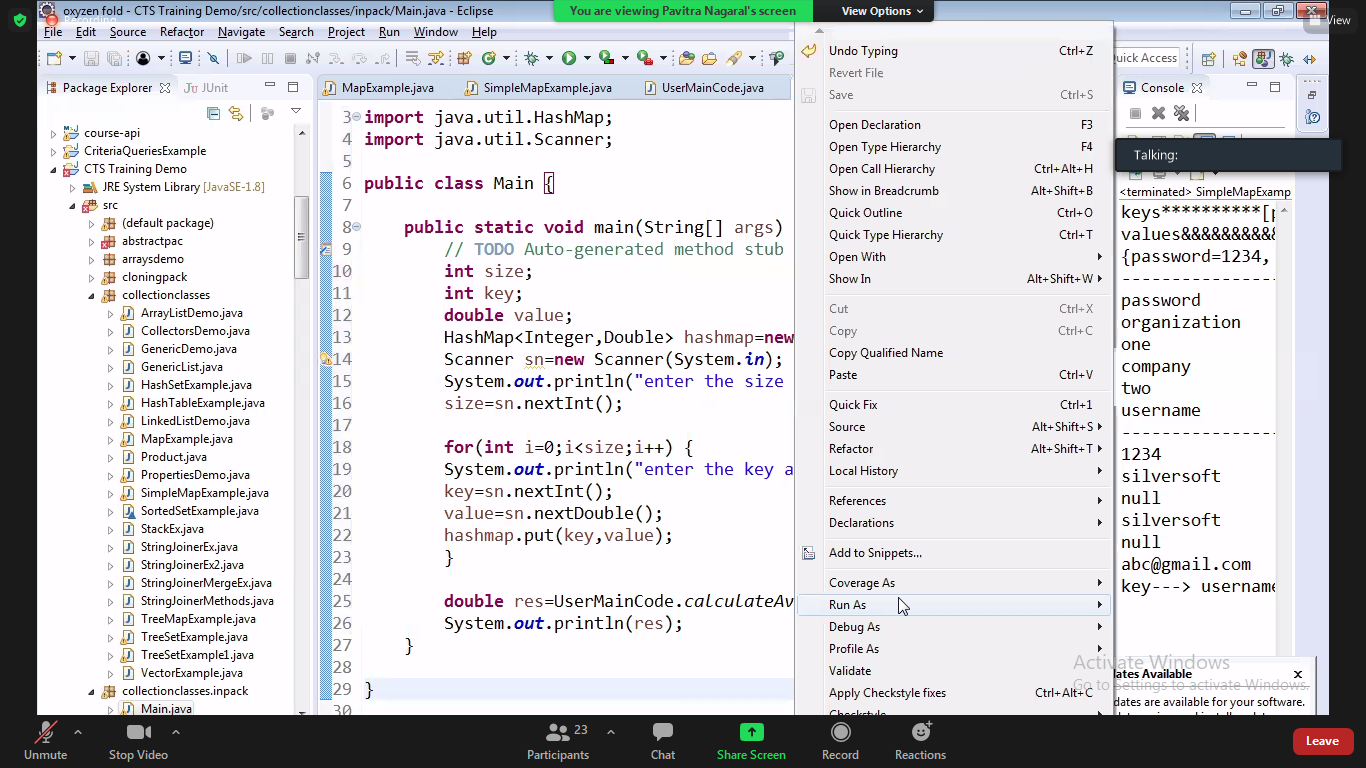 oxyzen fold - CTS Training Demo/src/collectionclasses/inpack/Main.java - Eclipse
Recording
You are viewing Pavitra Nagaral's screen
View Options
View
File Edit Source Refactor Navigate Search Project Run Window Help
Quick Access
Package Explorer
JUnit
course-api
CriteriaQueriesExample
CTS Training Demo
JRE System Library [JavaSE-1.8]
src
(default package)
abstractpac
arraysdemo
cloningpack
collectionclasses
ArrayListDemo.java
CollectorsDemo.java
GenericDemo.java
GenericList.java
HashSetExample.java
HashTableExample.java
LinkedListDemo.java
MapExample.java
Product.java
PropertiesDemo.java
SimpleMapExample.java
SortedSetExample.java
StackEx.java
StringJoinerEx.java
StringJoinerEx2.java
StringJoinerMergeEx.java
StringJoinerMethods.java
TreeMapExample.java
TreeSetExample.java
TreeSetExample1.java
VectorExample.java
collectionclasses.inpack
Main.java
MapExample.java
SimpleMapExample.java
UserMainCode.java
3 import java.util.HashMap;
4 import java.util.Scanner;
5
6 public class Main {
7
8 public static void main(String[] args)
9 // TODO Auto-generated method stub
10 int size;
11 int key;
12 double value;
13 HashMap<Integer,Double> hashmap=new
14 Scanner sn=new Scanner(System.in);
15 System.out.println("enter the size
16 size=sn.nextInt();
17
18 for(int i=0;i<size;i++) {
19 System.out.println("enter the key a
20 key=sn.nextInt();
21 value=sn.nextDouble();
22 hashmap.put(key,value);
23 }
24
25 double res=UserMainCode.calculateAv
26 System.out.println(res);
27 }
28
29 }
30
Undo Typing Ctrl+Z
Revert File
Save Ctrl+S
Open Declaration F3
Open Type Hierarchy F4
Open Call Hierarchy Ctrl+Alt+H
Show in Breadcrumb Alt+Shift+B
Quick Outline Ctrl+O
Quick Type Hierarchy Ctrl+T
Open With
Show In Alt+Shift+W
Cut Ctrl+X
Copy Ctrl+C
Copy Qualified Name
Paste Ctrl+V
Quick Fix Ctrl+1
Source Alt+Shift+S
Refactor Alt+Shift+T
Local History
References
Declarations
Add to Snippets...
Coverage As
Run As
Debug As
Profile As
Validate
Apply Checkstyle fixes Ctrl+Alt+C
Checkstyle
Console
Talking:
<terminated> SimpleMapExamp
keys**********[p
values&&&&&&&&&&
{password=1234,
password
organization
one
company
two
username
1234
silversoft
null
silversoft
null
abc@gmail.com
key---> username
Activate Windows
Go to Settings to activate Windows.
dates Available
dates are available for your software.
Unmute
Stop Video
Participants
23
Chat
Share Screen
Record
Reactions
Leave